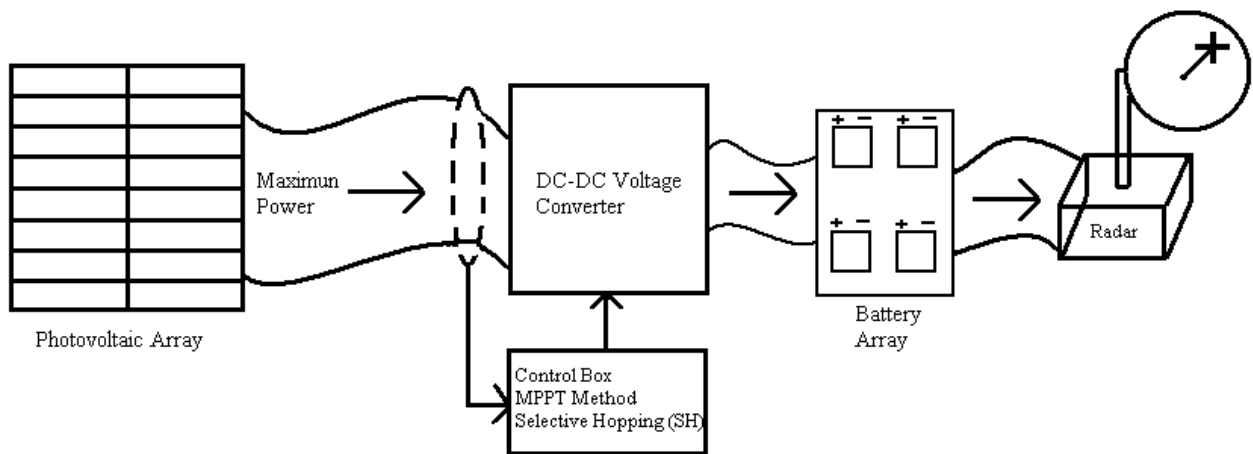 Maximun
Power
DC-DC Voltage
Converter
+ - + -
+ - + -
Radar
Photovoltaic Array
Battery
Array
Control Box
MPPT Method
Selective Hopping (SH)